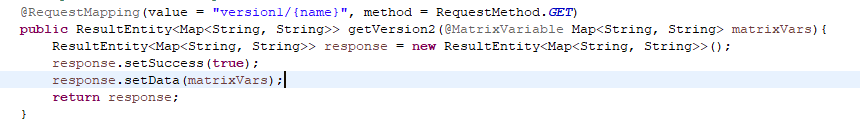 @RequestMapping(value = "version1/{name}", method = RequestMethod.GET)
public ResultEntity<Map<String, String>> getVersion2(@MatrixVariable Map<String, String> matrixVars){
ResultEntity<Map<String, String>> response = new ResultEntity<Map<String, String>>();
response.setSuccess(true);
response.setData(matrixVars);
return response;
}